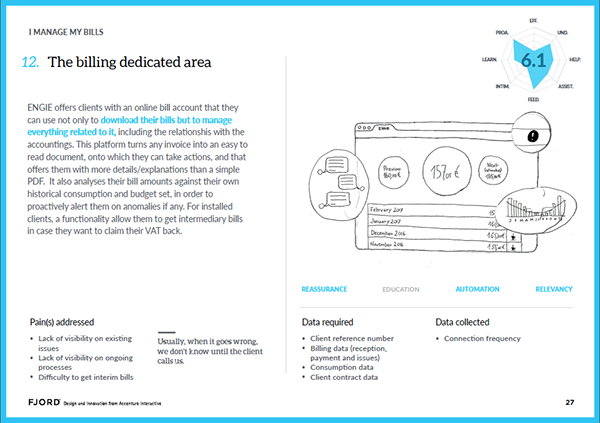 I MANAGE MY BILLS
12. The billing dedicated area
ENGIE offers clients with an online bill account that they
can use not only to download their bills but to manage
everything related to it, including the relationshis with the
accountings. This platform turns any invoice into an easy to
read document, onto which they can take actions, and that
offers them with more details/explanations than a simple
PDF. It also analyses their bill amounts against their own
historical consumption and budget set, in order to
proactively alert them on anomalies if any. For installed
clients, a functionality allow them to get intermediary bills
in case they want to claim their VAT back.
EFF.
PROA.
UND.
LEARN.
6.1
HELP.
INTIM.
ASSIST.
FEED.
Previous
Next
February 2017
January 2017
December 2016
November 2016
REASSURANCE
EDUCATION
AUTOMATION
RELEVANCY
Pain(s) addressed
• Lack of visibility on existing
issues
• Lack of visibility on ongoing
processes
• Difficulty to get interim bills
Usually, when it goes wrong,
we don't know until the client
calls us.
Data required
• Client reference number
• Billing data (reception,
payment and issues)
• Consumption data
• Client contract data
Data collected
• Connection frequency
FJORD Design and Innovation from Accenture Interactive
27